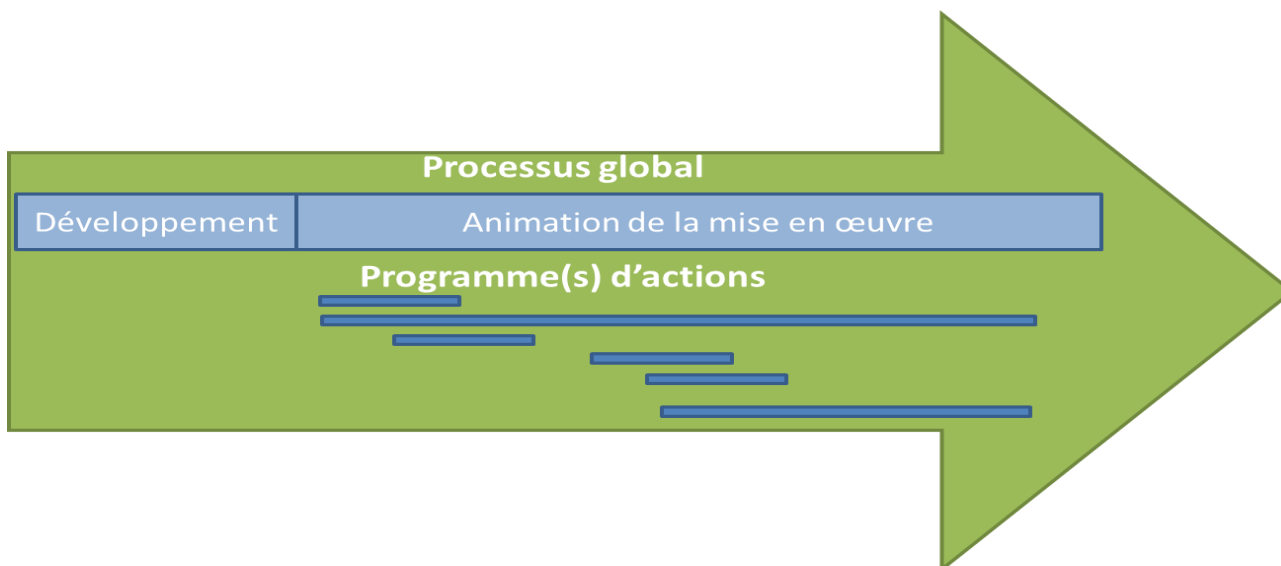 Processus global
Développement
Animation de la mise en œuvre
Programme(s) d’actions